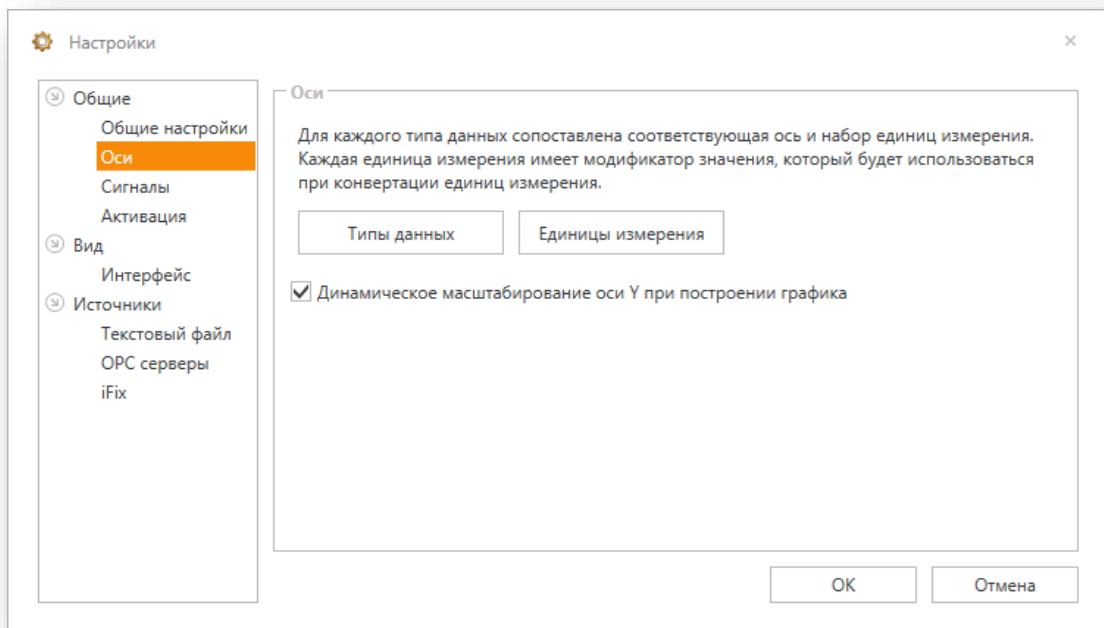 Настройки
Общие
Общие настройки
Оси
Сигналы
Активация
Вид
Интерфейс
Источники
Текстовый файл
OPC серверы
iFix
Оси
Для каждого типа данных сопоставлена соответствующая ось и набор единиц измерения.
Каждая единица измерения имеет модификатор значения, который будет использоваться
при конвертации единиц измерения.
Типы данных
Единицы измерения
Динамическое масштабирование оси Y при построении графика
ОК
Отмена